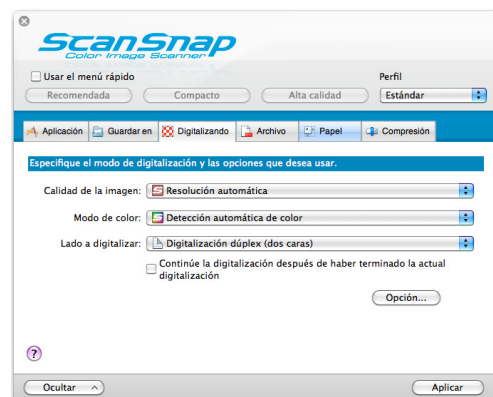 ScanSnap
Color Image Scanner
Usar el menú rápido
Perfil
Recomendada
Compacto
Alta calidad
Estándar
Aplicación
Guardar en
Digitalizando
Archivo
Papel
Compresión
Especifique el modo de digitalización y las opciones que desea usar.
Calidad de la imagen: Resolución automática
Modo de color: Detección automática de color
Lado a digitalizar: Digitalización dúplex (dos caras)
Continúe la digitalización después de haber terminado la actual
digitalización
Opción...
?
Ocultar
Aplicar